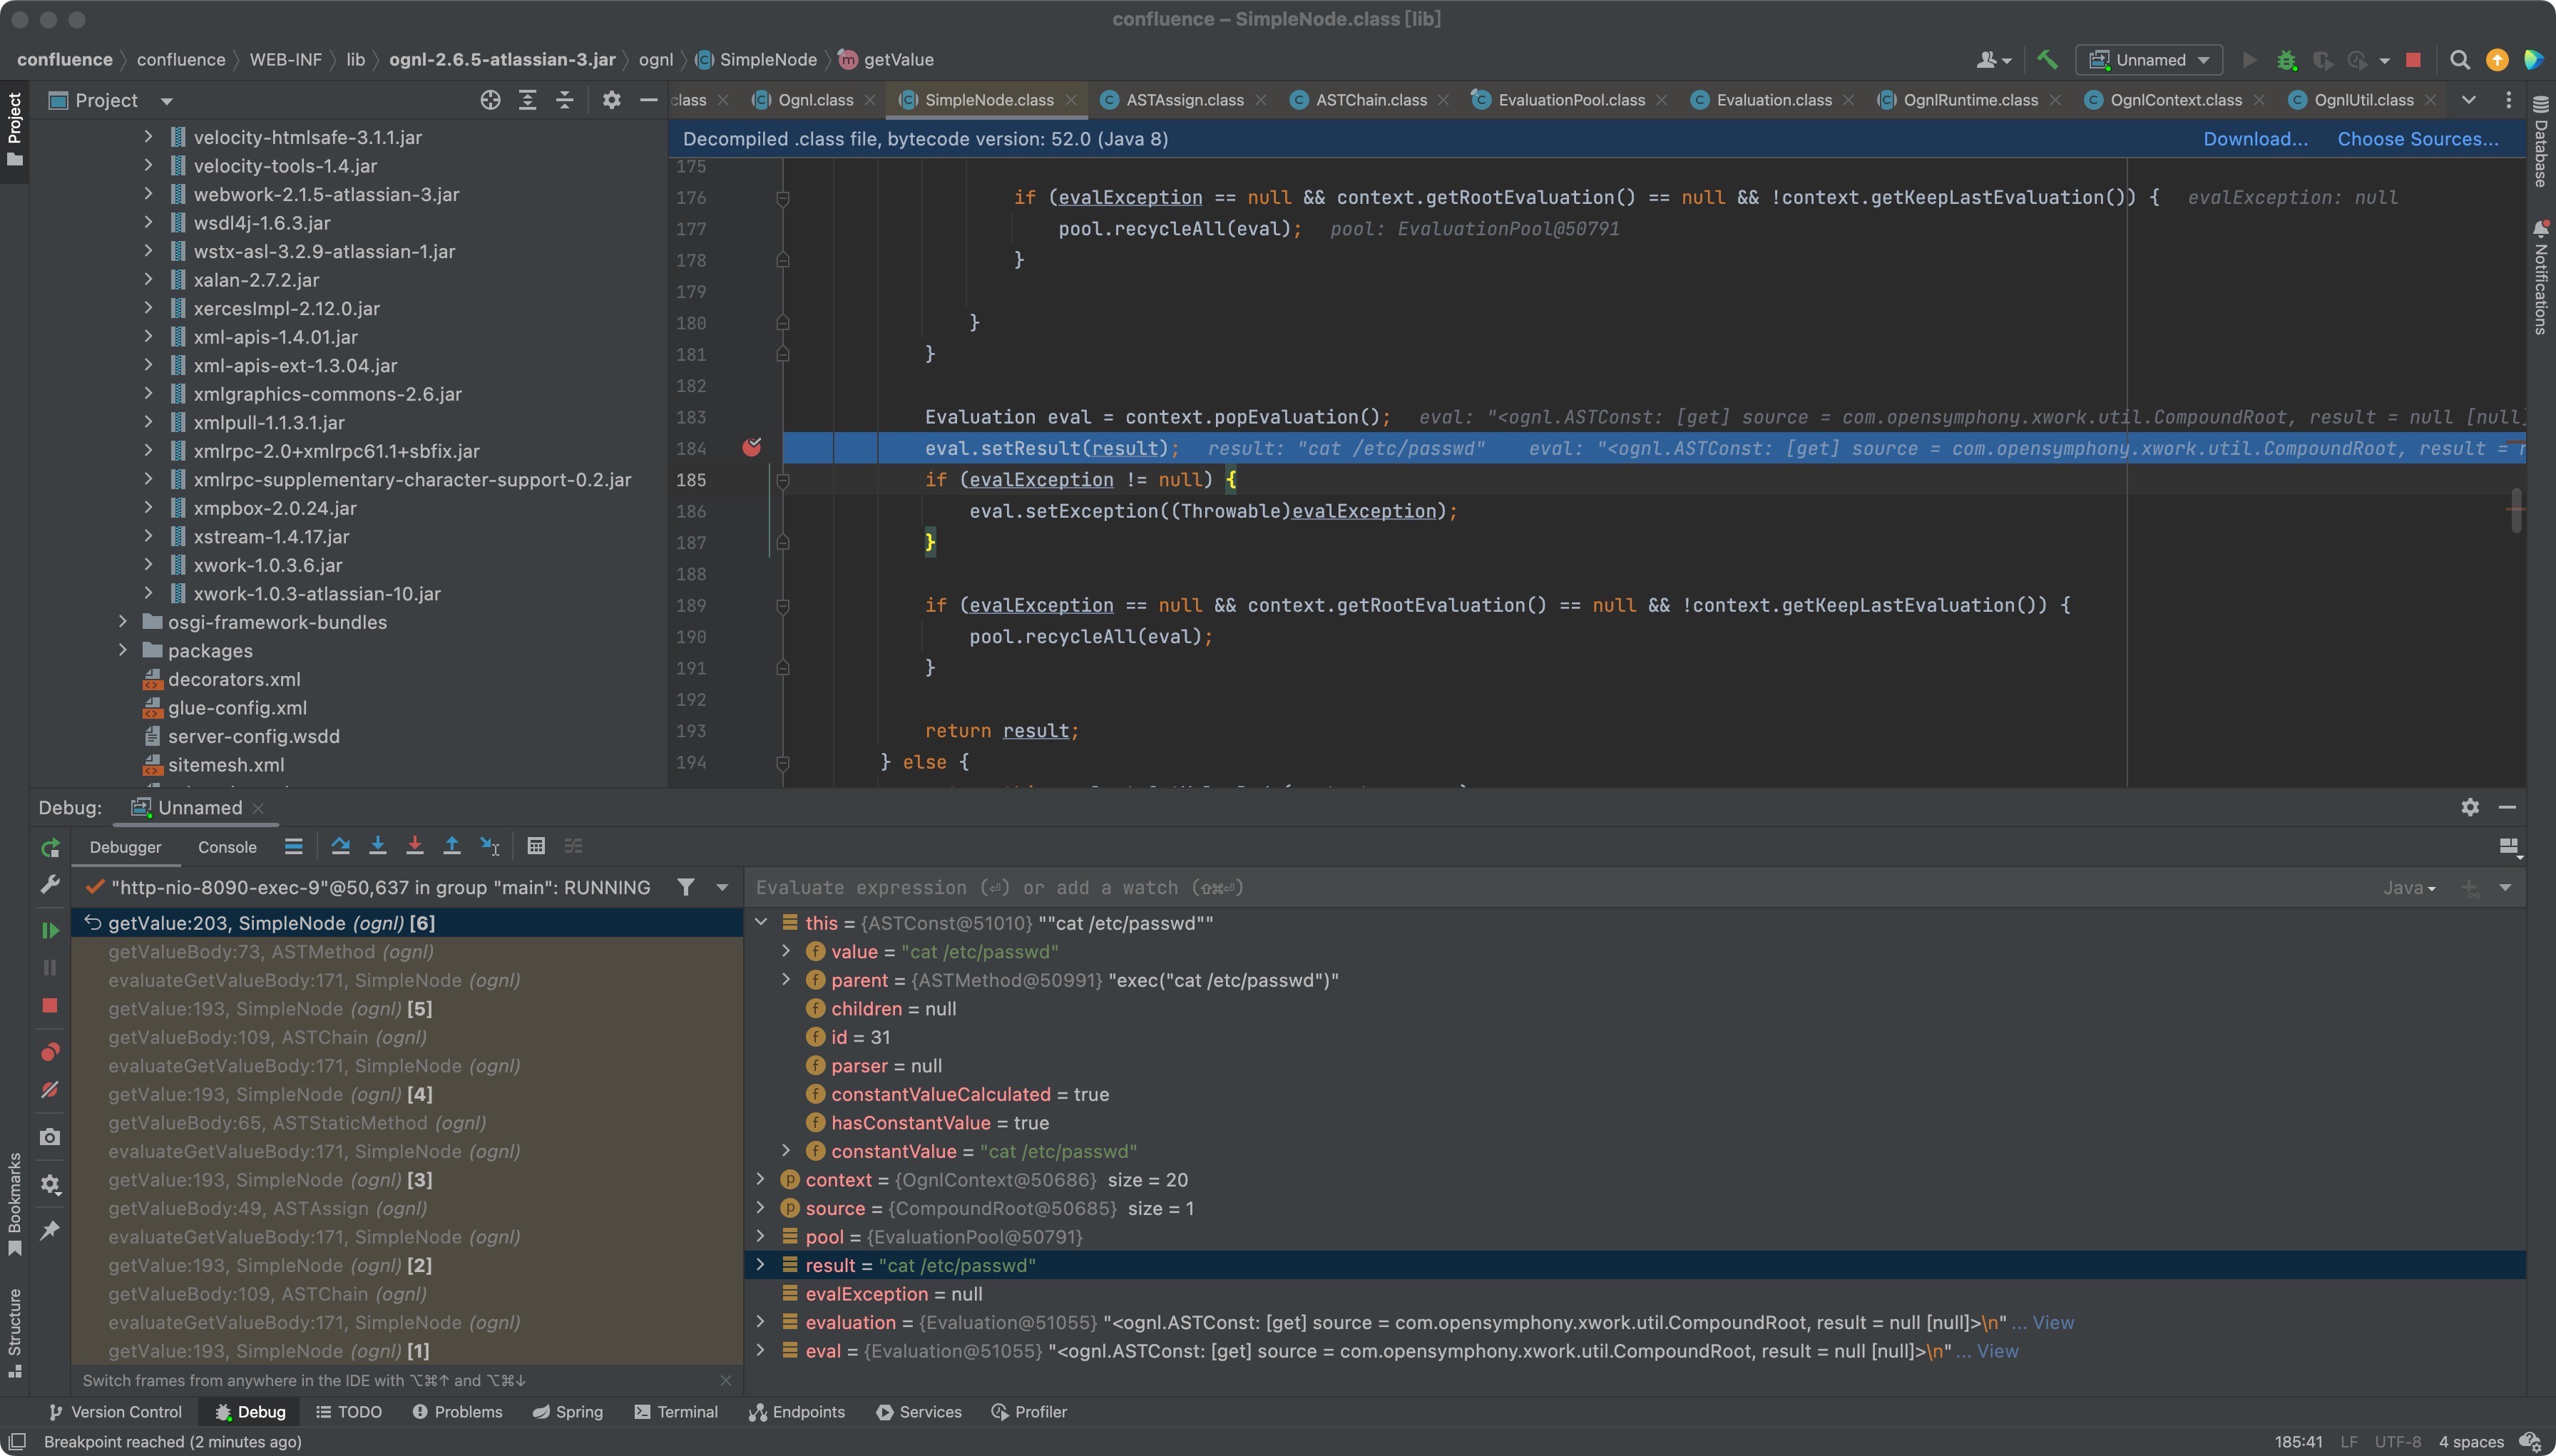 confluence – SimpleNode.class [lib]
confluence confluence WEB-INF lib ognl-2.6.5-atlassian-3.jar ognl SimpleNode getValue Unnamed
Project
class Ognl.class SimpleNode.class ASTAssign.class ASTChain.class EvaluationPool.class Evaluation.class OgnlRuntime.class OgnlContext.class OgnlUtil.class
Project
Database
Notifications
Bookmarks
Structure
velocity-htmlsafe-3.1.1.jar
velocity-tools-1.4.jar
webwork-2.1.5-atlassian-3.jar
wsdl4j-1.6.3.jar
wstx-asl-3.2.9-atlassian-1.jar
xalan-2.7.2.jar
xercesImpl-2.12.0.jar
xml-apis-1.4.01.jar
xml-apis-ext-1.3.04.jar
xmlgraphics-commons-2.6.jar
xmlpull-1.1.3.1.jar
xmlrpc-2.0+xmlrpc61.1+sbfix.jar
xmlrpc-supplementary-character-support-0.2.jar
xmpbox-2.0.24.jar
xstream-1.4.17.jar
xwork-1.0.3.6.jar
xwork-1.0.3-atlassian-10.jar
osgi-framework-bundles
packages
decorators.xml
glue-config.xml
server-config.wsdd
sitemesh.xml
Decompiled .class file, bytecode version: 52.0 (Java 8) Download... Choose Sources...
175
176 if (evalException == null && context.getRootEvaluation() == null && !context.getKeepLastEvaluation()) { evalException: null
177 pool.recycleAll(eval); pool: EvaluationPool@50791
178 }
179
180 }
181 }
182
183 Evaluation eval = context.popEvaluation(); eval: "<ognl.ASTConst: [get] source = com.opensymphony.xwork.util.CompoundRoot, result = null [null]
184 eval.setResult(result); result: "cat /etc/passwd" eval: "<ognl.ASTConst: [get] source = com.opensymphony.xwork.util.CompoundRoot, result =
185 if (evalException != null) {
186 eval.setException((Throwable)evalException);
187 }
188
189 if (evalException == null && context.getRootEvaluation() == null && !context.getKeepLastEvaluation()) {
190 pool.recycleAll(eval);
191 }
192
193 return result;
194 } else {
Debug: Unnamed
Debugger Console
"http-nio-8090-exec-9"@50,637 in group "main": RUNNING
getValue:203, SimpleNode (ognl) [6]
getValueBody:73, ASTMethod (ognl)
evaluateGetValueBody:171, SimpleNode (ognl)
getValue:193, SimpleNode (ognl) [5]
getValueBody:109, ASTChain (ognl)
evaluateGetValueBody:171, SimpleNode (ognl)
getValue:193, SimpleNode (ognl) [4]
getValueBody:65, ASTStaticMethod (ognl)
evaluateGetValueBody:171, SimpleNode (ognl)
getValue:193, SimpleNode (ognl) [3]
getValueBody:49, ASTAssign (ognl)
evaluateGetValueBody:171, SimpleNode (ognl)
getValue:193, SimpleNode (ognl) [2]
getValueBody:109, ASTChain (ognl)
evaluateGetValueBody:171, SimpleNode (ognl)
getValue:193, SimpleNode (ognl) [1]
Switch frames from anywhere in the IDE with ⌥⌘↑ and ⌥⌘↓
Evaluate expression (⏎) or add a watch (⇧⌘⏎) Java
this = {ASTConst@51010} ""cat /etc/passwd""
value = "cat /etc/passwd"
parent = {ASTMethod@50991} "exec("cat /etc/passwd")"
children = null
id = 31
parser = null
constantValueCalculated = true
hasConstantValue = true
constantValue = "cat /etc/passwd"
context = {OgnlContext@50686} size = 20
source = {CompoundRoot@50685} size = 1
pool = {EvaluationPool@50791}
result = "cat /etc/passwd"
evalException = null
evaluation = {Evaluation@51055} "<ognl.ASTConst: [get] source = com.opensymphony.xwork.util.CompoundRoot, result = null [null]>\n" ... View
eval = {Evaluation@51055} "<ognl.ASTConst: [get] source = com.opensymphony.xwork.util.CompoundRoot, result = null [null]>\n" ... View
Version Control Debug TODO Problems Spring Terminal Endpoints Services Profiler
Breakpoint reached (2 minutes ago) 185:41 LF UTF-8 4 spaces